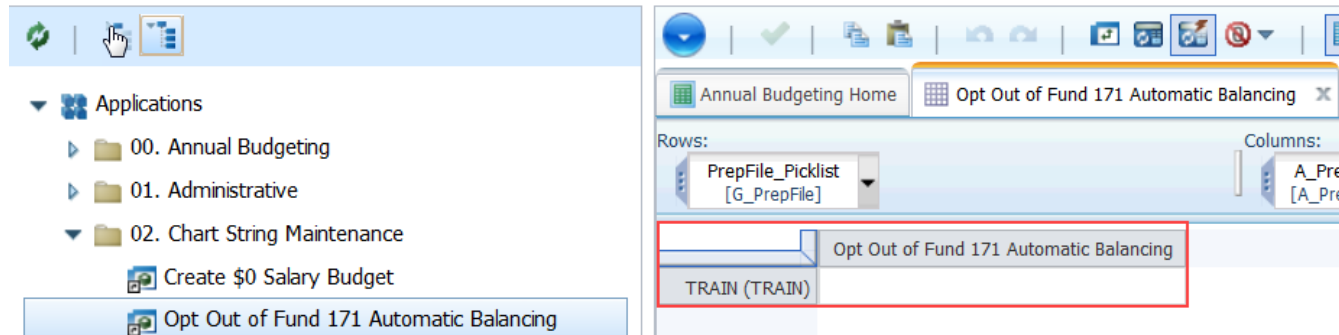 Applications
00. Annual Budgeting
01. Administrative
02. Chart String Maintenance
Create $0 Salary Budget
Opt Out of Fund 171 Automatic Balancing
Annual Budgeting Home
Opt Out of Fund 171 Automatic Balancing
Rows:
Columns:
PrepFile_Picklist
[G_PrepFile]
A_Pre
[A_Pre
Opt Out of Fund 171 Automatic Balancing
TRAIN (TRAIN)